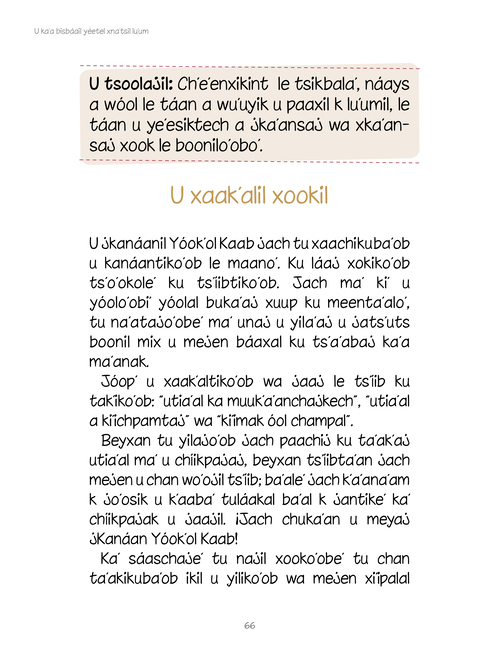 U ka'a bisbáail yéetel xna'tsil lu'um
U tsoolajil: Ch'e'enxikint le tsikbala', náays
a wóol le táan a wu'uyik u paaxil k lu'umil, le
táan u ye'esiktech a jka'ansaj wa xka'an-
saj xook le boonilo'obo'.
U xaak'alil xookil
U jkanáanil Yóok'ol Kaab jach tu xaachikuba'ob
u kanáantiko'ob le maano'. Ku láaj xokiko'ob
ts'o'okole' ku ts'íibtiko'ob. Jach ma' ki' u
yóolo'obi' yóolal buka'aj xuup ku meenta'alo',
tu na'atajo'obe' ma' unaj u yila'aj u jats'uts
boonil mix u mejen báaxal ku ts'a'abaj ka'a
ma'anak.
Jóop' u xaak'altiko'ob wa jaaj le ts'íib ku
takiko'ob: "utia'al ka muuk'a'anchajkech", "utia'al
a kíichpamtaj" wa "kíimak óol champal".
Beyxan tu yilajo'ob jach paachij ku ta'ak'aj
utia'al ma' u chíikpajaj, beyxan ts'íibta'an jach
mejen u chan wo'ojil ts'íib; ba'ale' jach k'a'ana'am
k jo'osik u k'aaba' tuláakal ba'al k jantike' ka'
chíikpajak u jaajil. ¡Jach chuka'an u meyaj
jKanáan Yóok'ol Kaab!
Ka' sáaschaje' tu najil xooko'obe' tu chan
ta'akikuba'ob ikil u yiliko'ob wa mejen xi'ipalal
66